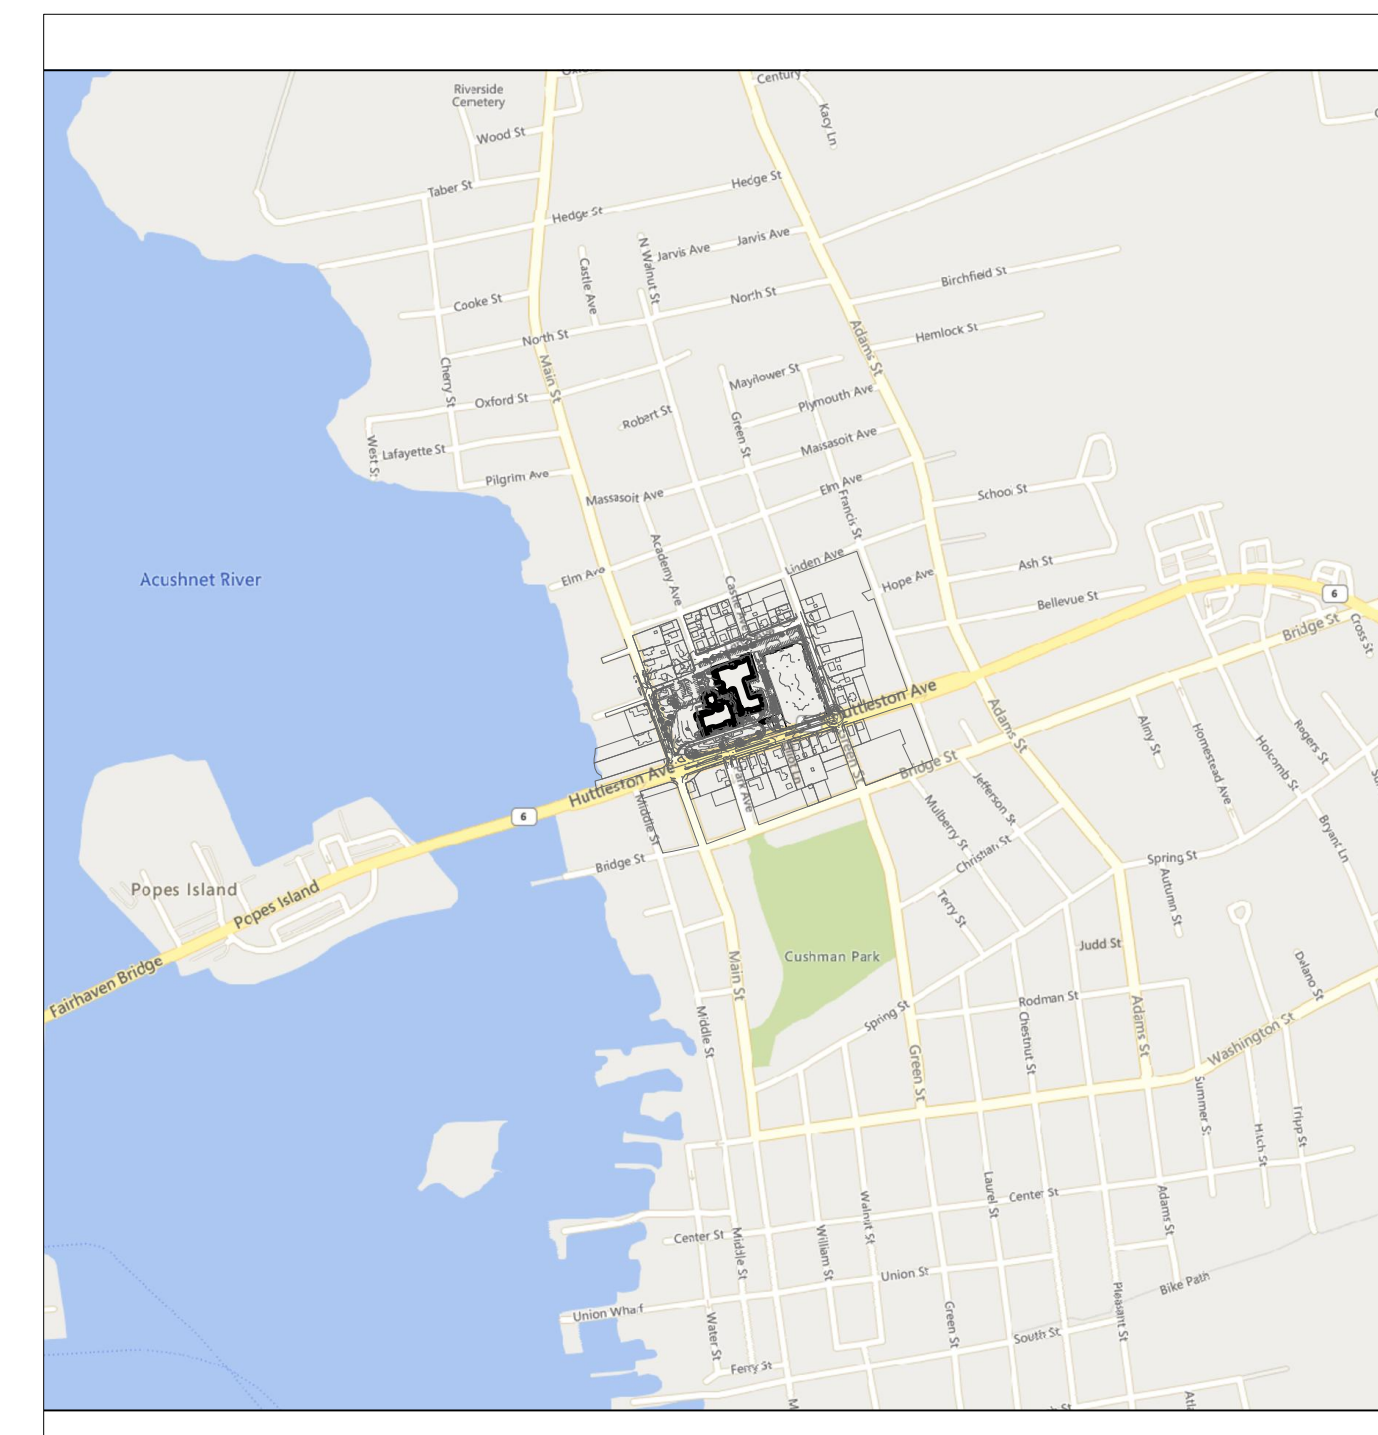 Century
Riverside
Cemetery
Kacy Ln
Wood St
Taber St
Hedge St
Hedge St
Jarvis Ave
Jarvis Ave
N Walnut St
Castle Ave
Birchfield St
North St
Cooke St
North St
Hemlock St
Adams St
Main St
Cherry St
Mayflower St
Plymouth Ave
Oxford St
Robert St
Green St
Massasoit Ave
West St
Lafayette St
Pilgrim Ave
Elm Ave
Massasoit Ave
Francis St
School St
Academy Ave
Linden Ave
Ash St
Elm Ave
Castle Ave
Hope Ave
Acushnet River
Bellevue St
6
Bridge St
Cross St
Huttleston Ave
Adams St
Green St
Almy St
Homestead Ave
Holcomb St
Rogers St
Bridge St
Huttleston Ave
Park Ave
Elliot Ln
Middle St
6
Mulberry St
Jefferson St
Christian St
Bryant Ln
Bridge St
Spring St
Popes Island
Popes Island
Autumn St
Terry St
Judd St
Cushman Park
Main St
Delano St
Fairhaven Bridge
Rodman St
Spring St
Middle St
Chestnut St
Adams St
Washington St
Green St
Summer St
Tripp St
Hitch St
Laurel St
Center St
Walnut St
Adams St
Center St
Middle St
William St
Union St
Bike Path
Union Wharf
Green St
Pleasant St
Water St
South St
Ferry St